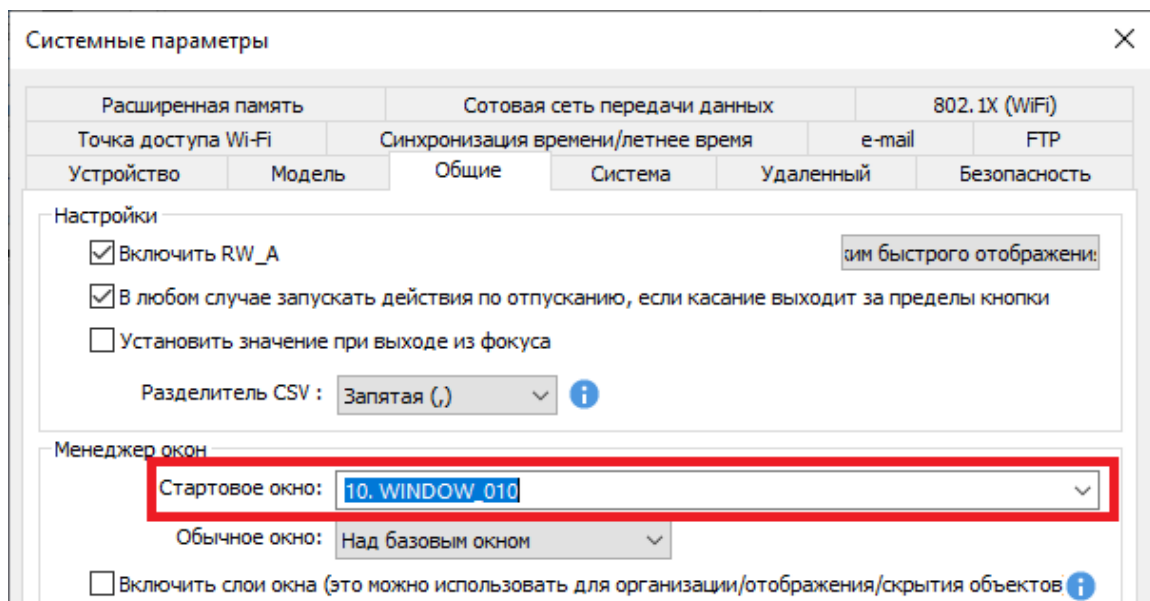 Системные параметры
Расширенная память Сотовая сеть передачи данных 802.1X (WiFi)
Точка доступа Wi-Fi Синхронизация времени/летнее время e-mail FTP
Устройство Модель Общие Система Удаленный Безопасность
Настройки
Включить RW_A быстрого отображения
В любом случае запускать действия по отпусканию, если касание выходит за пределы кнопки
Установить значение при выходе из фокуса
Разделитель CSV : Запятая (,)
Менеджер окон
Стартовое окно: 10. WINDOW_010
Обычное окно: Над базовым окном
Включить слои окна (это можно использовать для организации/отображения/скрытия объектов